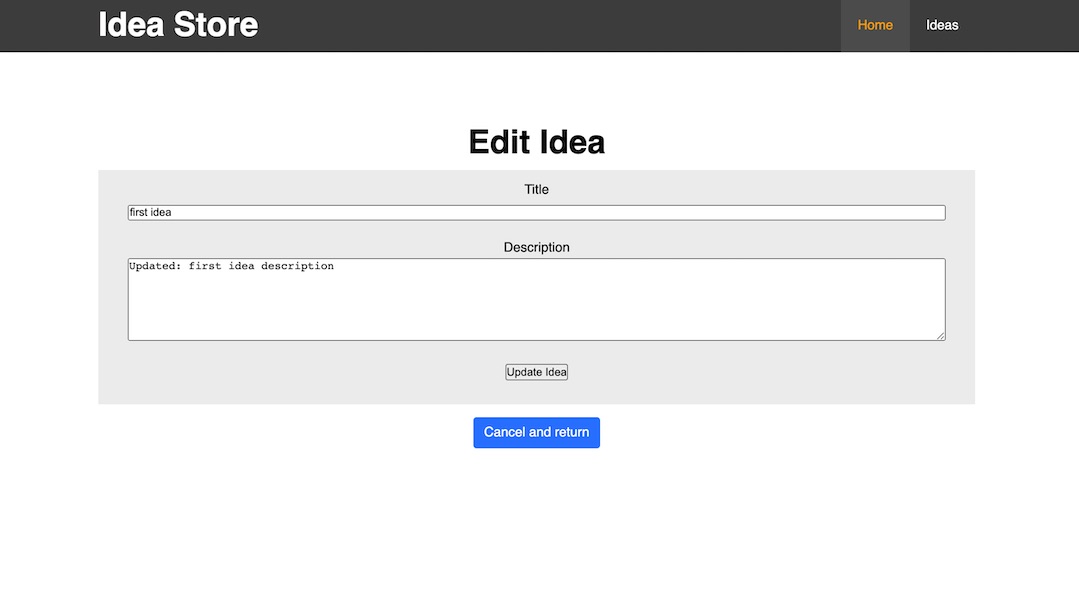 Idea Store
Home
Ideas
Edit Idea
Title
first idea
Description
Updated: first idea description
Update Idea
Cancel and return